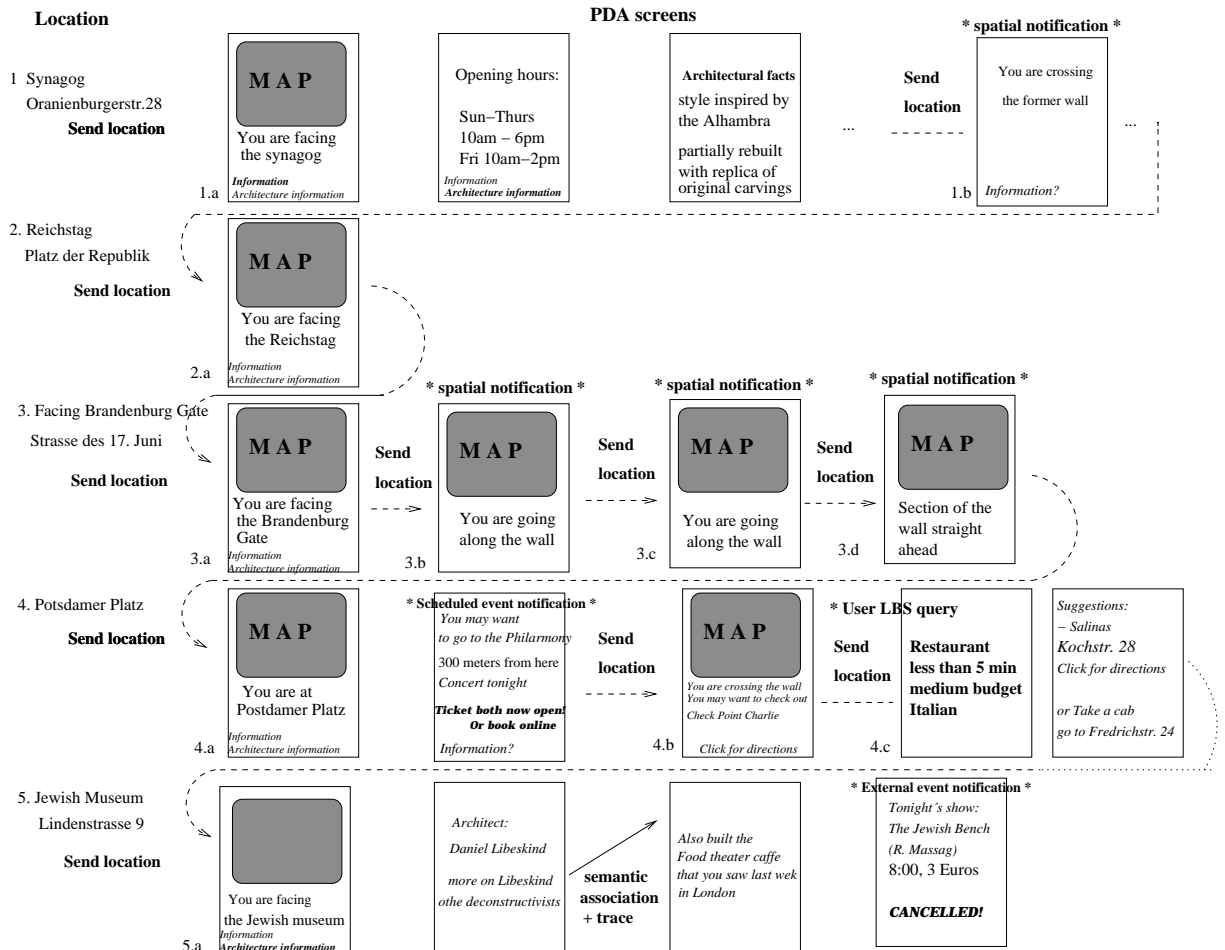 Location
PDA screens
1 Synagog
Oranienburgerstr.28
Send location
M A P
You are facing
the synagog
Information
Architecture information
1.a
Opening hours:
Sun–Thurs
10am – 6pm
Fri 10am–2pm
Information
Architecture information
Architectural facts
style inspired by
the Alhambra
partially rebuilt
with replica of
original carvings
...
Send
location
* spatial notification *
You are crossing
the former wall
Information?
1.b
...
2. Reichstag
Platz der Republik
Send location
M A P
You are facing
the Reichstag
Information
Architecture information
2.a
3. Facing Brandenburg Gate
Strasse des 17. Juni
Send location
M A P
You are facing
the Brandenburg
Gate
Information
Architecture information
3.a
Send
location
* spatial notification *
M A P
You are going
along the wall
3.b
Send
location
* spatial notification *
M A P
You are going
along the wall
3.c
Send
location
* spatial notification *
M A P
Section of the
wall straight
ahead
3.d
4. Potsdamer Platz
Send location
M A P
You are at
Postdamer Platz
Information
Architecture information
4.a
* Scheduled event notification *
You may want
to go to the Philarmony
300 meters from here
Concert tonight
Ticket both now open!
Or book online
Information?
Send
location
M A P
You are crossing the wall
You may want to check out
Check Point Charlie
Click for directions
4.b
* User LBS query
Send
location
Restaurant
less than 5 min
medium budget
Italian
4.c
Suggestions:
– Salinas
Kochstr. 28
Click for directions
or Take a cab
go to Fredrichstr. 24
5. Jewish Museum
Lindenstrasse 9
Send location
You are facing
the Jewish museum
Information
Architecture information
5.a
Architect:
Daniel Libeskind
more on Libeskind
othe deconstructivists
semantic
association
+ trace
Also built the
Food theater caffe
that you saw last wek
in London
* External event notification *
Tonight´s show:
The Jewish Bench
(R. Massag)
8:00, 3 Euros
CANCELLED!